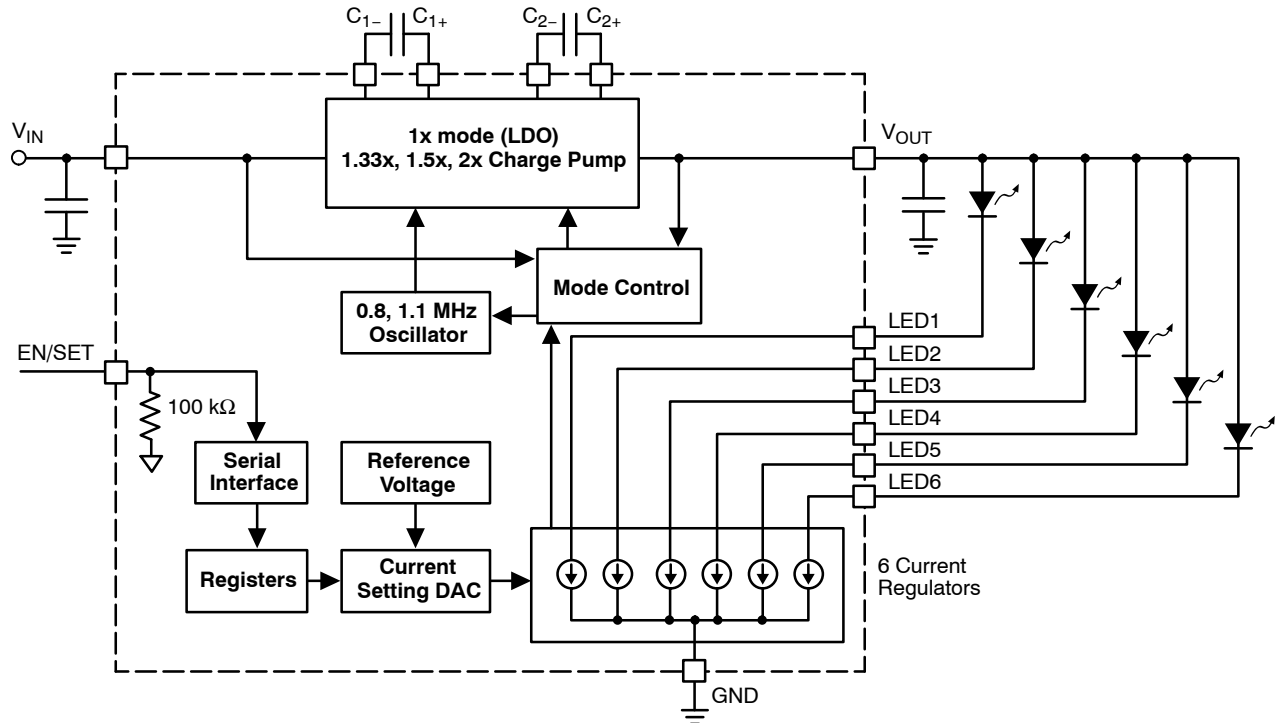 C1− C1+ C2− C2+
VIN
1x mode (LDO)
1.33x, 1.5x, 2x Charge Pump
VOUT
Mode Control
0.8, 1.1 MHz
Oscillator
EN/SET
100 kΩ
LED1
LED2
LED3
LED4
LED5
LED6
Serial
Interface
Reference
Voltage
Registers
Current
Setting DAC
6 Current
Regulators
GND